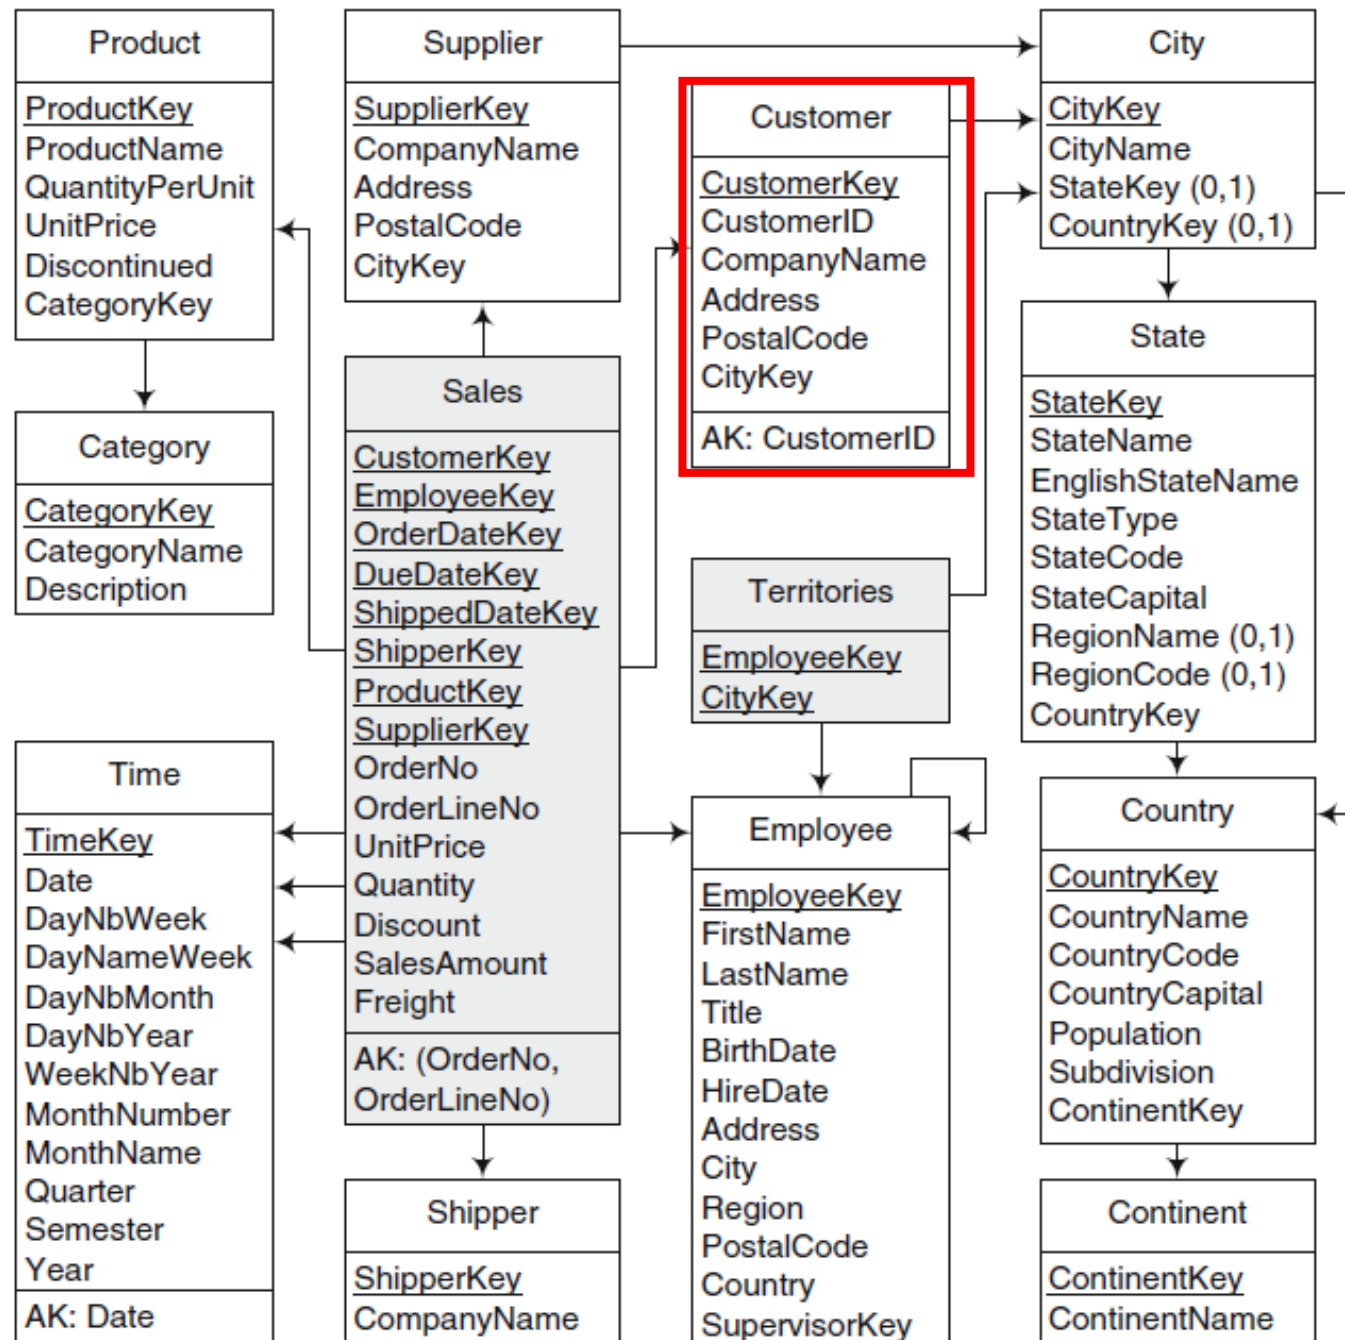 Product
ProductKey
ProductName
QuantityPerUnit
UnitPrice
Discontinued
CategoryKey
Category
CategoryKey
CategoryName
Description
Time
TimeKey
Date
DayNbWeek
DayNameWeek
DayNbMonth
DayNbYear
WeekNbYear
MonthNumber
MonthName
Quarter
Semester
Year
AK: Date
Supplier
SupplierKey
CompanyName
Address
PostalCode
CityKey
Sales
CustomerKey
EmployeeKey
OrderDateKey
DueDateKey
ShippedDateKey
ShipperKey
ProductKey
SupplierKey
OrderNo
OrderLineNo
UnitPrice
Quantity
Discount
SalesAmount
Freight
AK: (OrderNo,
OrderLineNo)
Shipper
ShipperKey
CompanyName
Customer
CustomerKey
CustomerID
CompanyName
Address
PostalCode
CityKey
AK: CustomerID
Territories
EmployeeKey
CityKey
Employee
EmployeeKey
FirstName
LastName
Title
BirthDate
HireDate
Address
City
Region
PostalCode
Country
SupervisorKey
City
CityKey
CityName
StateKey (0,1)
CountryKey (0,1)
State
StateKey
StateName
EnglishStateName
StateType
StateCode
StateCapital
RegionName (0,1)
RegionCode (0,1)
CountryKey
Country
CountryKey
CountryName
CountryCode
CountryCapital
Population
Subdivision
ContinentKey
Continent
ContinentKey
ContinentName